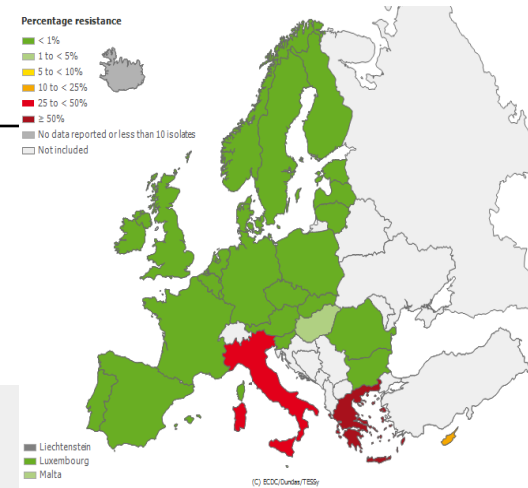 Percentage resistance
< 1%
1 to < 5%
5 to < 10%
10 to < 25%
25 to < 50%
≥ 50%
No data reported or less than 10 isolates
Not included
Liechtenstein
Luxembourg
Malta
(C) ECDC/Dundas/TESSy